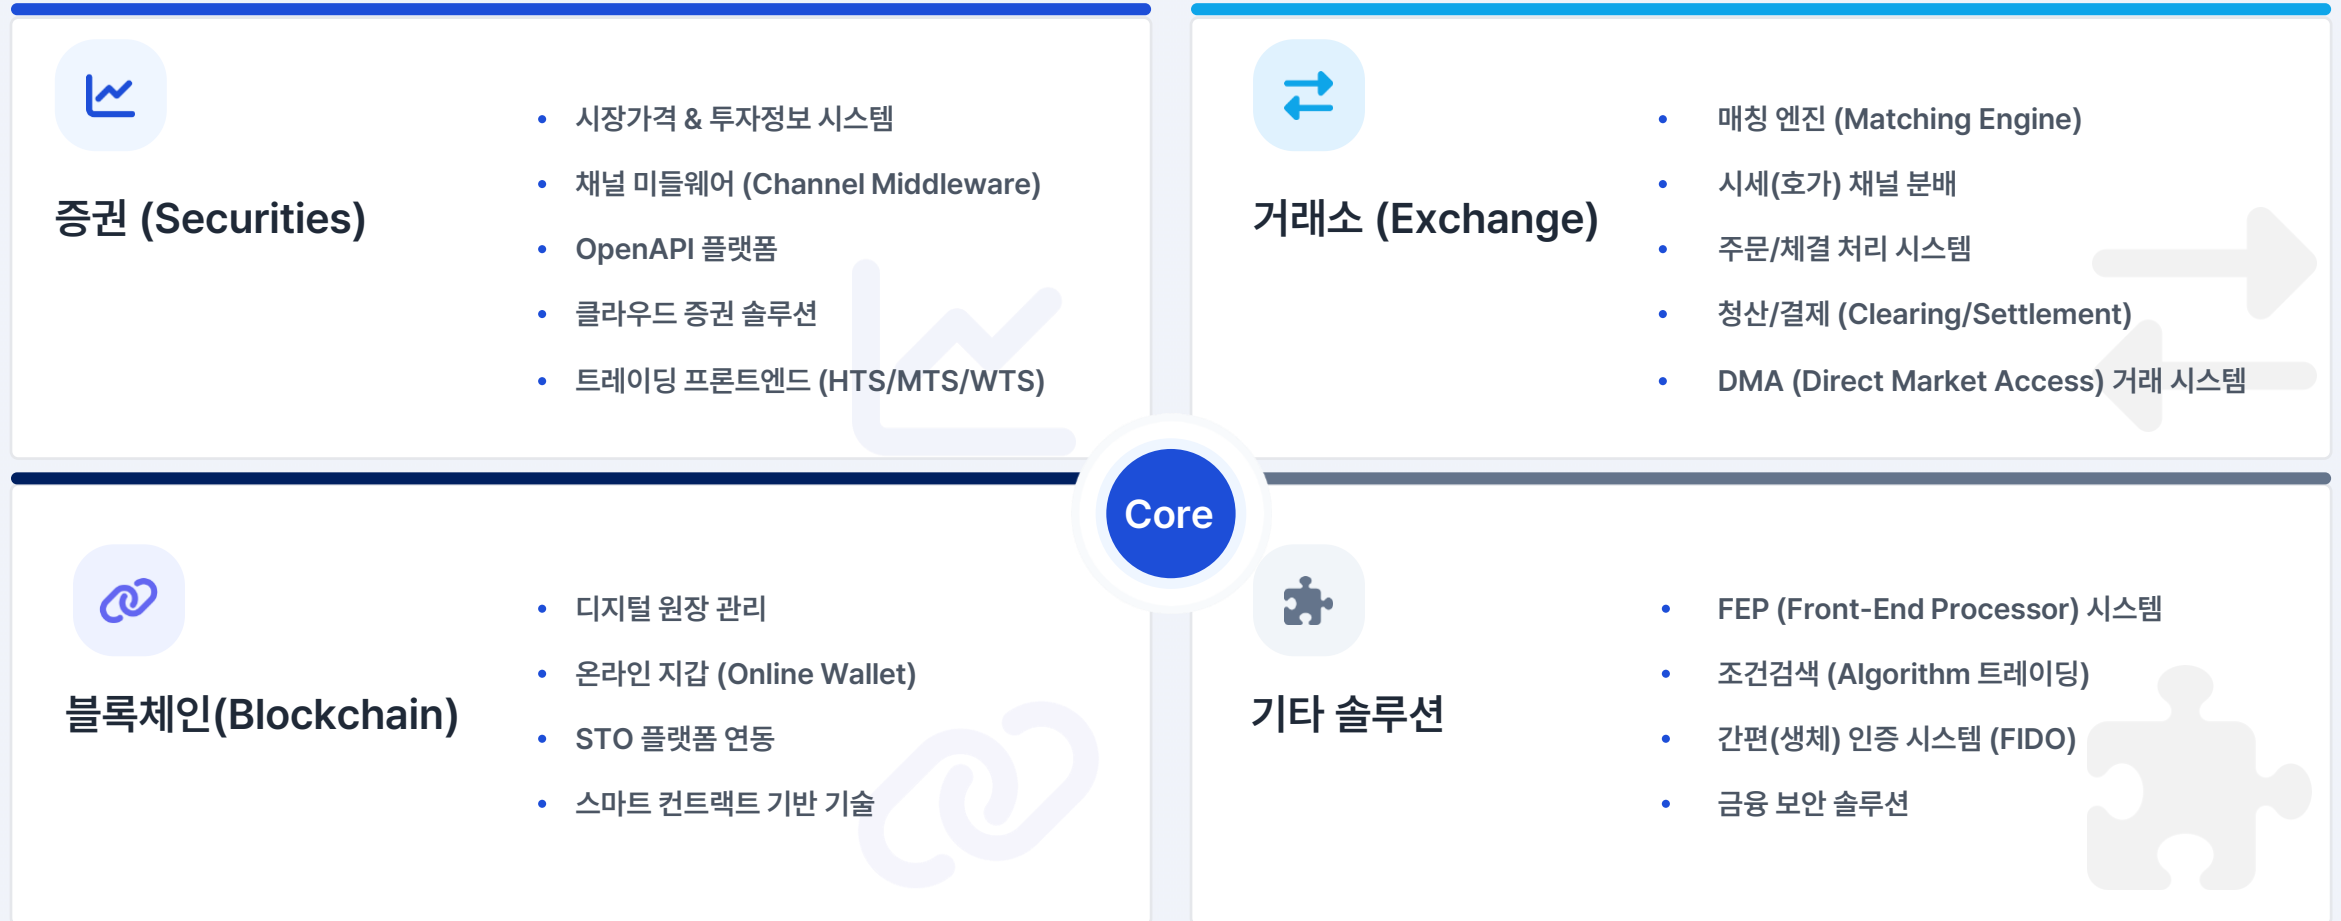 증권 (Securities)
• 시장가격 & 투자정보 시스템
• 채널 미들웨어 (Channel Middleware)
• OpenAPI 플랫폼
• 클라우드 증권 솔루션
• 트레이딩 프론트엔드 (HTS/MTS/WTS)
거래소 (Exchange)
• 매칭 엔진 (Matching Engine)
• 시세(호가) 채널 분배
• 주문/체결 처리 시스템
• 청산/결제 (Clearing/Settlement)
• DMA (Direct Market Access) 거래 시스템
Core
블록체인(Blockchain)
• 디지털 원장 관리
• 온라인 지갑 (Online Wallet)
• STO 플랫폼 연동
• 스마트 컨트랙트 기반 기술
기타 솔루션
• FEP (Front-End Processor) 시스템
• 조건검색 (Algorithm 트레이딩)
• 간편(생체) 인증 시스템 (FIDO)
• 금융 보안 솔루션